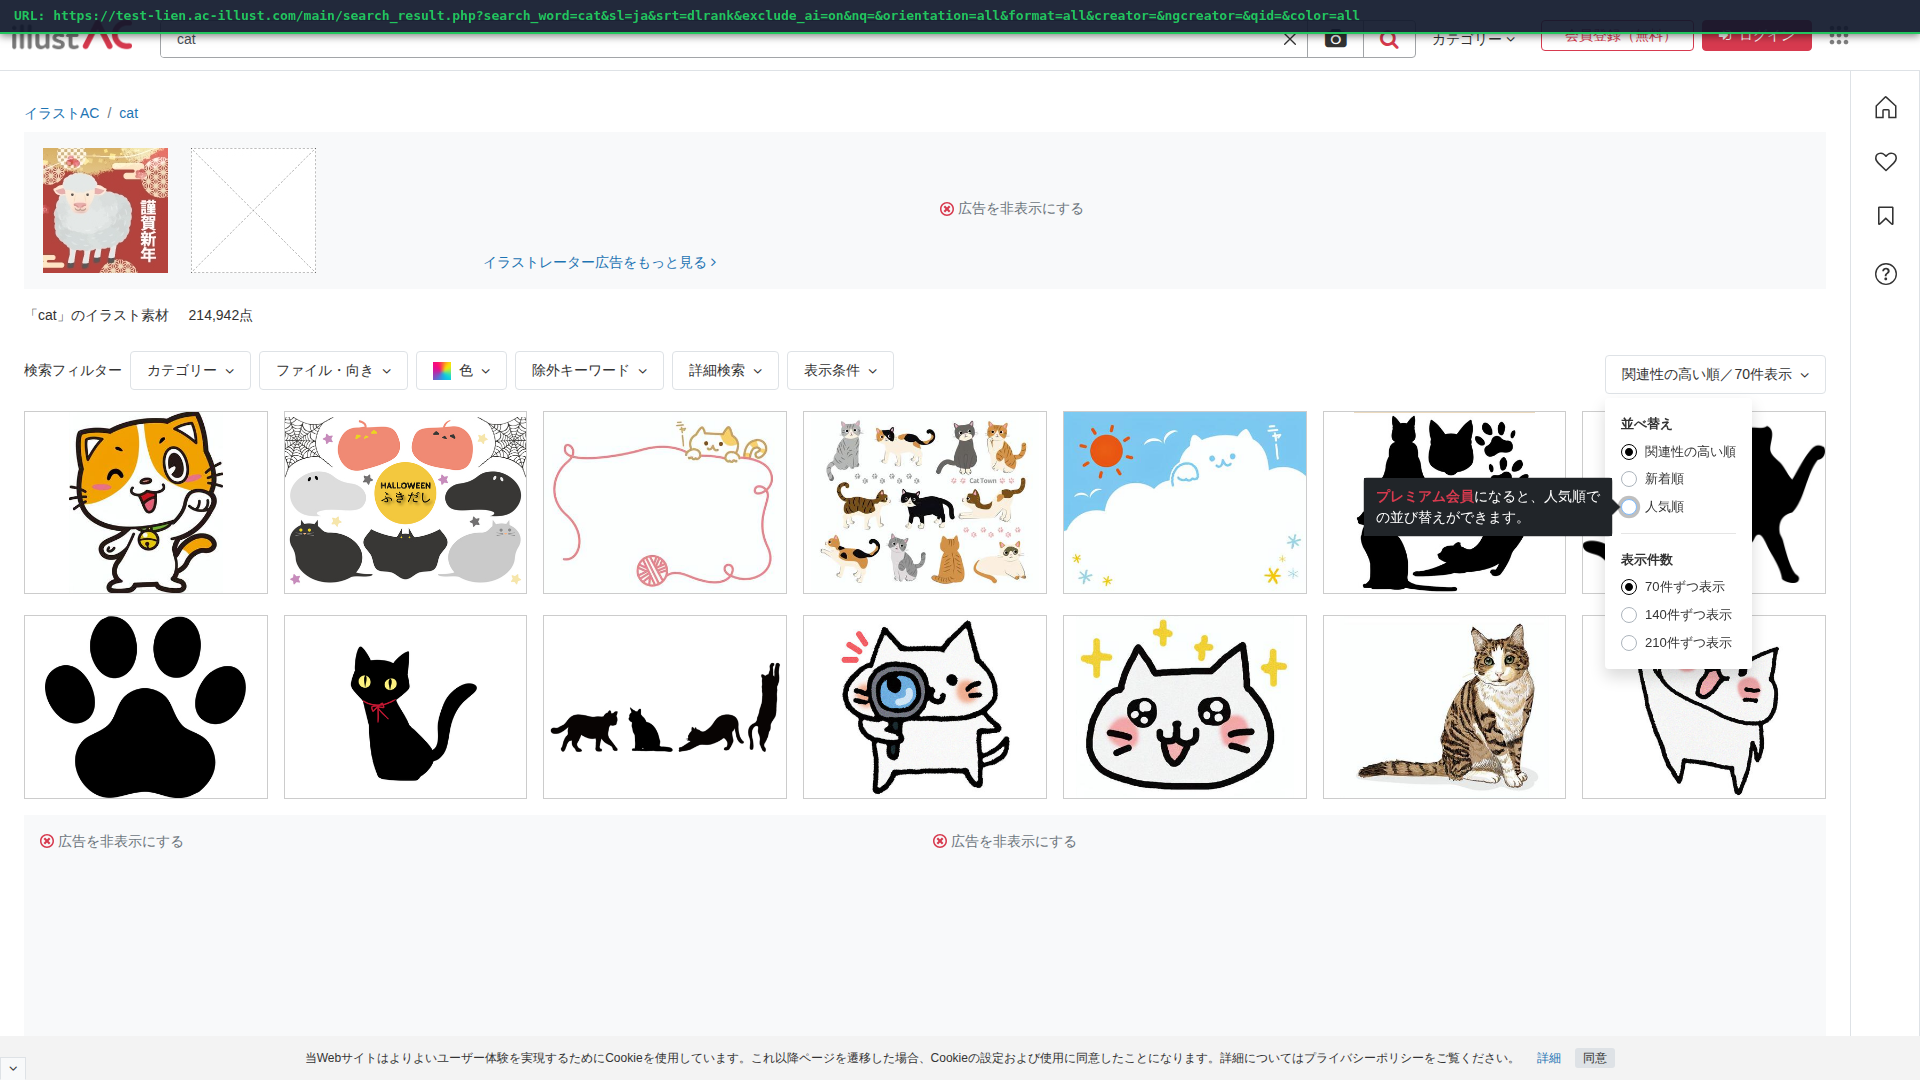 URL: https://test-lien.ac-illust.com/main/search_result.php?search_word=cat&sl=ja&srt=dlrank&exclude_ai=on&nq=&orientation=all&format=all&creator=&ngcreator=&qid=&color=all
illust AC
cat
カテゴリー
会員登録（無料）
ログイン
イラストAC / cat
謹賀新年
広告を非表示にする
イラストレーター広告をもっと見る
「cat」のイラスト素材 214,942点
検索フィルター
カテゴリー
ファイル・向き
色
除外キーワード
詳細検索
表示条件
関連性の高い順／70件表示
並べ替え
関連性の高い順
新着順
人気順
プレミアム会員になると、人気順で
の並び替えができます。
表示件数
70件ずつ表示
140件ずつ表示
210件ずつ表示
HALLOWEEN
ふきだし
Cat Town
広告を非表示にする
広告を非表示にする
当Webサイトはよりよいユーザー体験を実現するためにCookieを使用しています。これ以降ページを遷移した場合、Cookieの設定および使用に同意したことになります。詳細についてはプライバシーポリシーをご覧ください。
詳細
同意